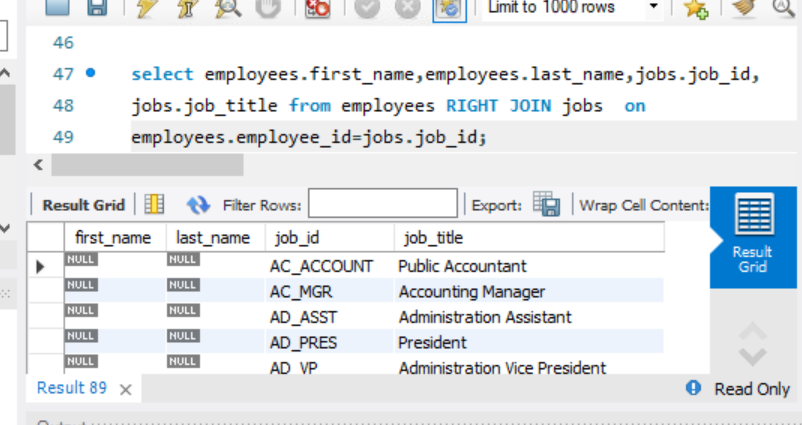 Limit to 1000 rows
46
47 select employees.first_name,employees.last_name,jobs.job_id,
48 jobs.job_title from employees RIGHT JOIN jobs  on
49 employees.employee_id=jobs.job_id;
Result Grid Filter Rows: Export: Wrap Cell Content:
first_name last_name job_id job_title
NULL NULL AC_ACCOUNT Public Accountant
NULL NULL AC_MGR Accounting Manager
NULL NULL AD_ASST Administration Assistant
NULL NULL AD_PRES President
NULL NULL AD_VP Administration Vice President
Result
Grid
Result 89 Read Only